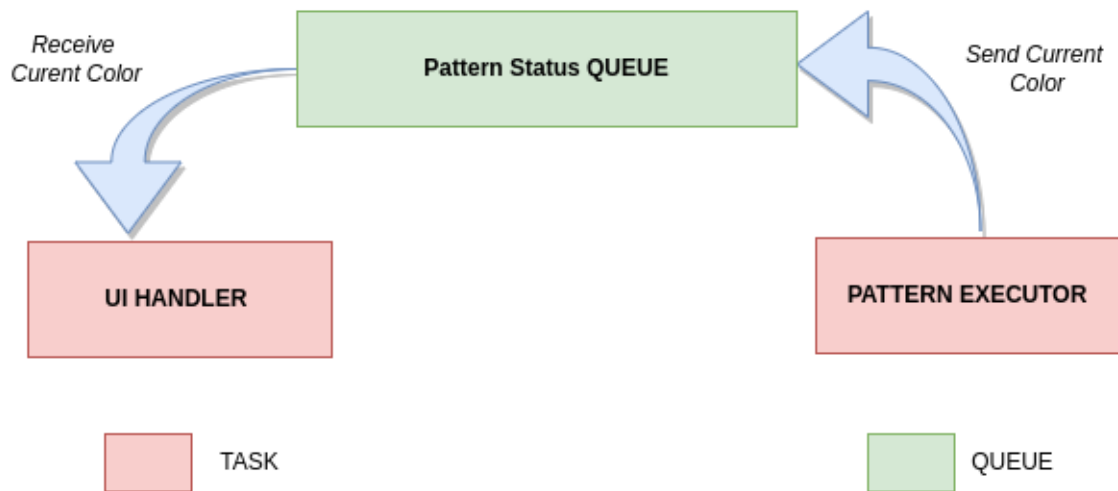 Receive
Curent Color
Pattern Status QUEUE
Send Current
Color
UI HANDLER
PATTERN EXECUTOR
TASK
QUEUE